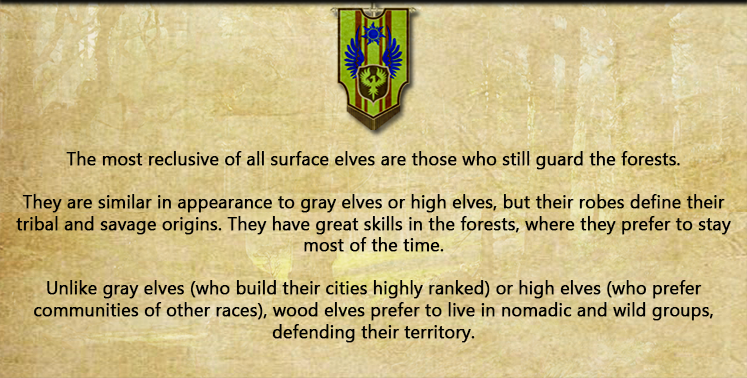 The most reclusive of all surface elves are those who still guard the forests.
They are similar in appearance to gray elves or high elves, but their robes define their
tribal and savage origins. They have great skills in the forests, where they prefer to stay
most of the time.
Unlike gray elves (who build their cities highly ranked) or high elves (who prefer
communities of other races), wood elves prefer to live in nomadic and wild groups,
defending their territory.